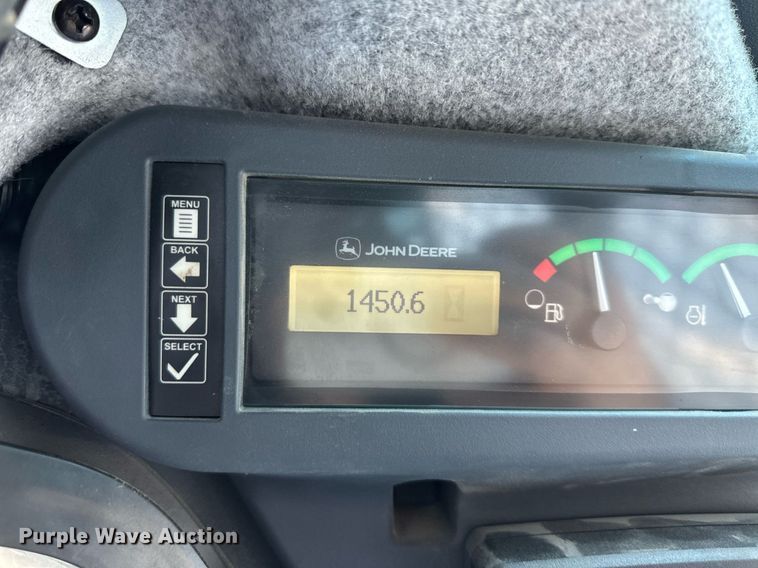 MENU
BACK
NEXT
SELECT
JOHN DEERE
1450.6
Purple Wave Auction